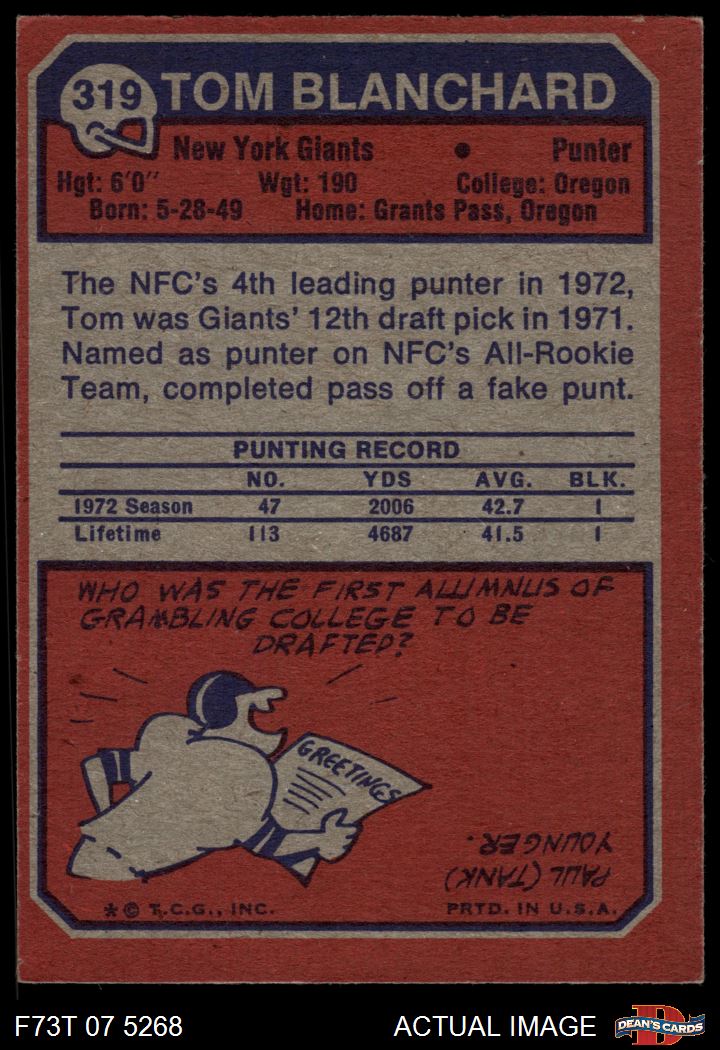 319 TOM BLANCHARD
New York Giants • Punter
Hgt: 6'0" Wgt: 190 College: Oregon
Born: 5-28-49 Home: Grants Pass, Oregon
The NFC's 4th leading punter in 1972,
Tom was Giants' 12th draft pick in 1971.
Named as punter on NFC's All-Rookie
Team, completed pass off a fake punt.
PUNTING RECORD
NO. YDS AVG. BLK.
1972 Season 47 2006 42.7 1
Lifetime 113 4687 41.5 1
WHO WAS THE FIRST ALUMNUS OF
GRAMBLING COLLEGE TO BE
DRAFTED?
GREETINGS
PAUL (TANK)
YOUNGER.
* © T.C.G., INC. PRTD. IN U.S.A.
F73T 07 5268 ACTUAL IMAGE D DEAN'S CARDS